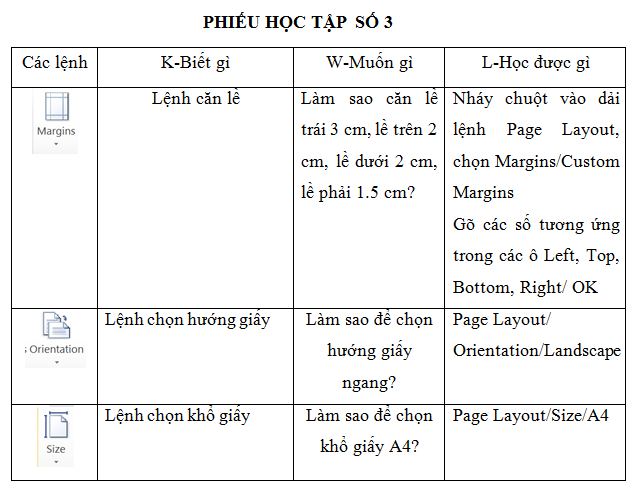 PHIẾU HỌC TẬP SỐ 3
Các lệnh
K-Biết gì
W-Muốn gì
L-Học được gì
Margins
Lệnh căn lề
Làm sao căn lề
trái 3 cm, lề trên 2
cm, lề dưới 2 cm,
lề phải 1.5 cm?
Nháy chuột vào dải
lệnh Page Layout,
chọn Margins/Custom
Margins
Gõ các số tương ứng
trong các ô Left, Top,
Bottom, Right/ OK
Orientation
Lệnh chọn hướng giấy
Làm sao để chọn
hướng giấy
ngang?
Page Layout/
Orientation/Landscape
Size
Lệnh chọn khổ giấy
Làm sao để chọn
khổ giấy A4?
Page Layout/Size/A4